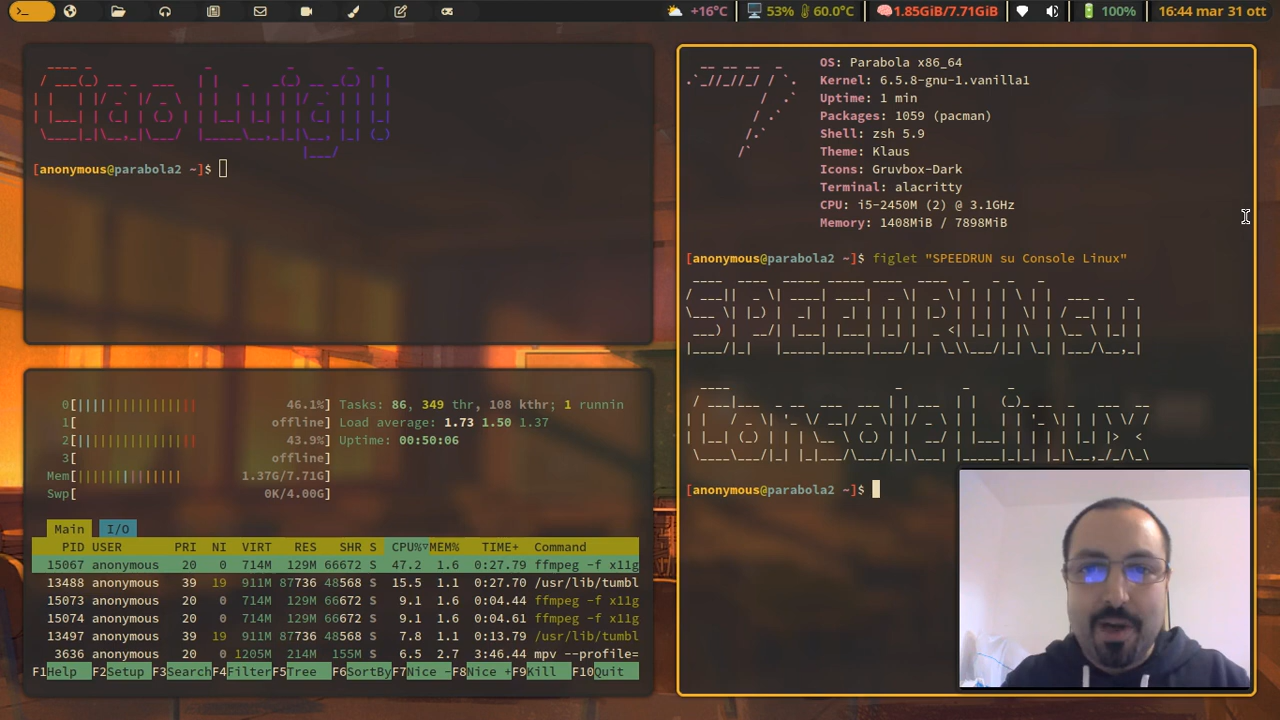 +16°C 53% 60.0°C 1.85GiB/7.71GiB 100% 16:44 mar 31 ott
Ciao Luigi!
[anonymous@parabola2 ~]$
0[|||||||||||||||| 46.1%] Tasks: 86, 349 thr, 108 kthr; 1 runnin
1[ offline] Load average: 1.73 1.50 1.37
2[|||||||||||||||| 43.9%] Uptime: 00:50:06
3[ offline]
Mem[|||||||||||||| 1.37G/7.71G]
Swp[ 0K/4.00G]
Main I/O
PID USER PRI NI VIRT RES SHR S CPU%▽MEM% TIME+ Command
15067 anonymous 20 0 714M 129M 66672 S 47.2 1.6 0:27.79 ffmpeg -f x11g
13488 anonymous 39 19 911M 87736 48568 S 15.5 1.1 0:27.70 /usr/lib/tumbl
15073 anonymous 20 0 714M 129M 66672 S 9.1 1.6 0:04.44 ffmpeg -f x11g
15074 anonymous 20 0 714M 129M 66672 S 9.1 1.6 0:04.61 ffmpeg -f x11g
13497 anonymous 39 19 911M 87736 48568 S 7.8 1.1 0:13.79 /usr/lib/tumbl
3636 anonymous 20 0 1205M 214M 155M S 6.5 2.7 3:46.44 mpv --profile=
F1Help F2Setup F3SearchF4FilterF5Tree F6SortByF7Nice -F8Nice +F9Kill F10Quit
OS: Parabola x86_64
Kernel: 6.5.8-gnu-1.vanilla1
Uptime: 1 min
Packages: 1059 (pacman)
Shell: zsh 5.9
Theme: Klaus
Icons: Gruvbox-Dark
Terminal: alacritty
CPU: i5-2450M (2) @ 3.1GHz
Memory: 1408MiB / 7898MiB
[anonymous@parabola2 ~]$ figlet "SPEEDRUN su Console Linux"
SPEEDRUN su
Console Linux
[anonymous@parabola2 ~]$